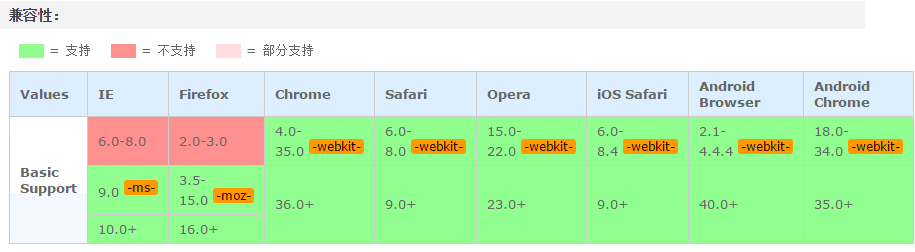 兼容性：
= 支持 = 不支持 = 部分支持
Values IE Firefox Chrome Safari Opera iOS Safari Android Browser Android Chrome
Basic Support
6.0-8.0 2.0-3.0 4.0-35.0 -webkit- 6.0-8.0 -webkit- 15.0-22.0 -webkit- 6.0-8.4 -webkit- 2.1-4.4.4 -webkit- 18.0-34.0 -webkit-
9.0 -ms- 3.5-15.0 -moz- 36.0+ 9.0+ 23.0+ 9.0+ 40.0+ 35.0+
10.0+ 16.0+